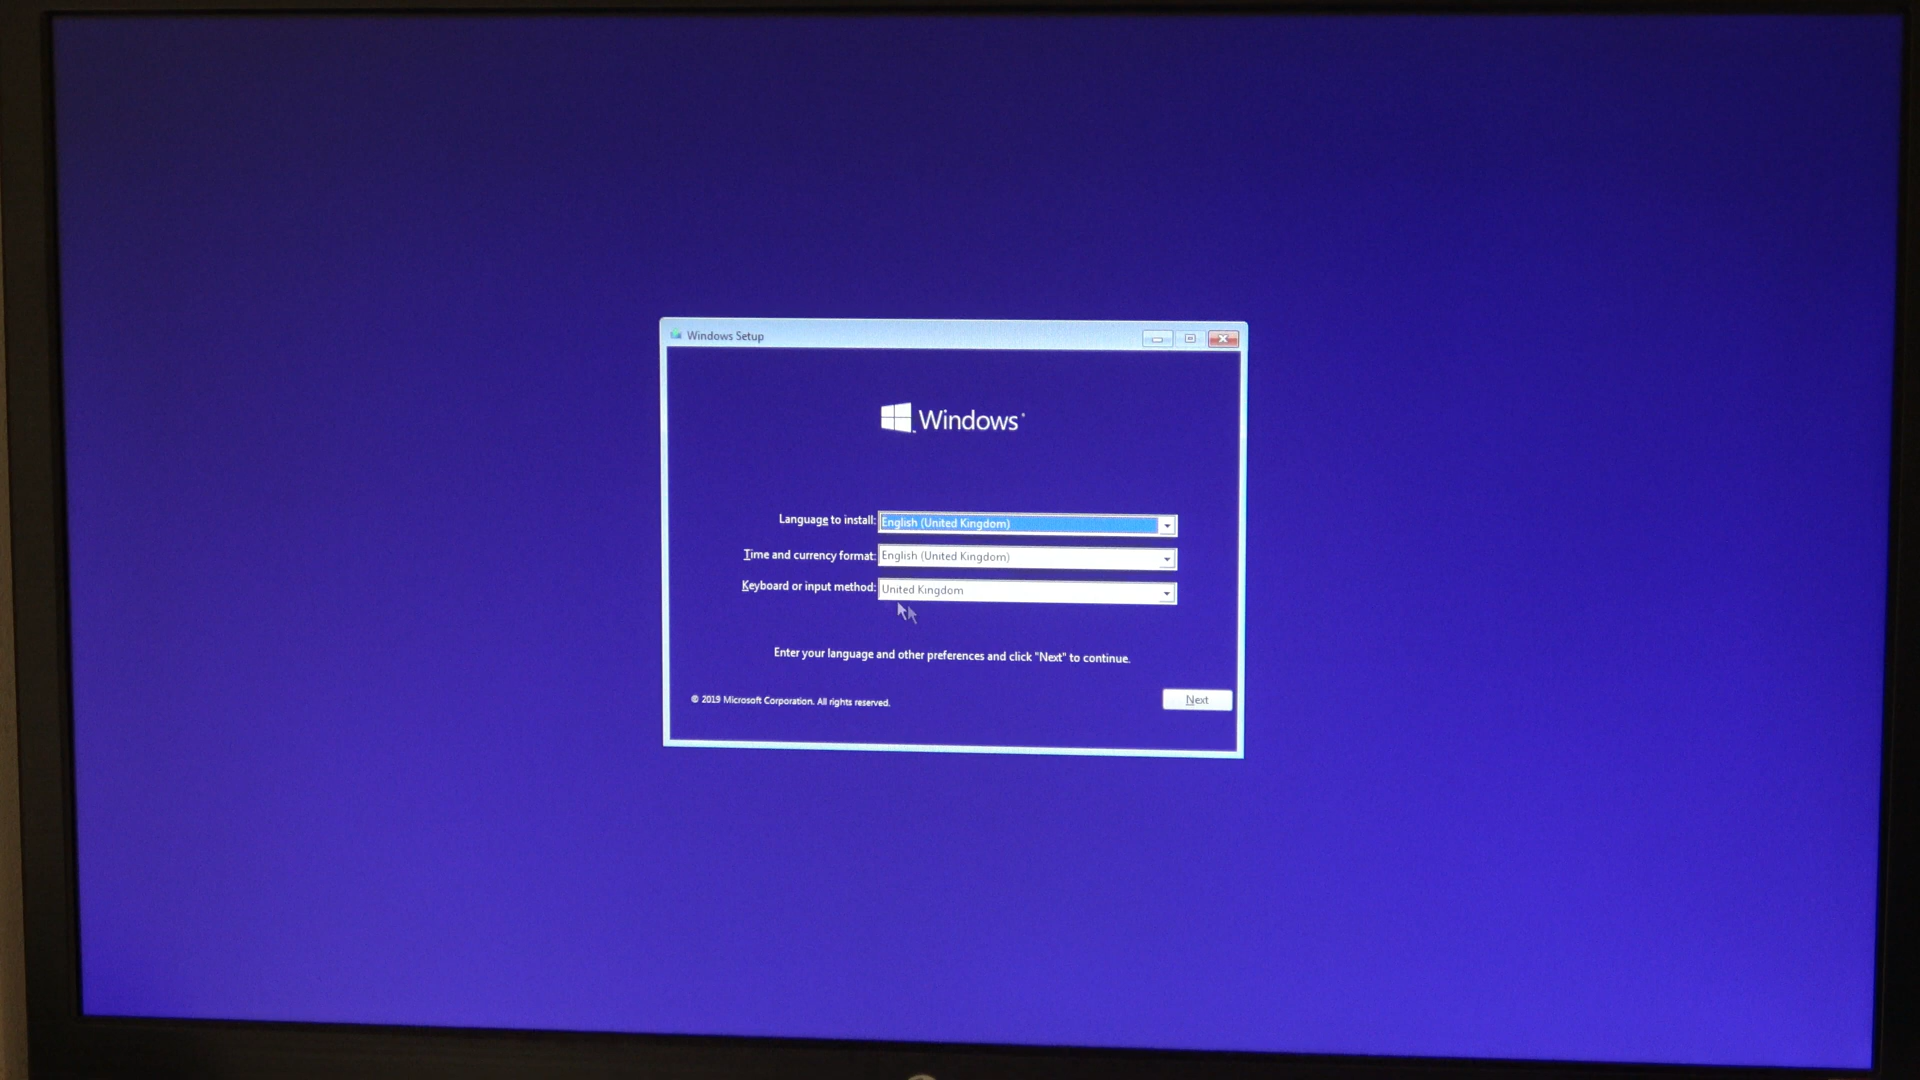 Windows Setup
Windows
Language to install: English (United Kingdom)
Time and currency format: English (United Kingdom)
Keyboard or input method: United Kingdom
Enter your language and other preferences and click "Next" to continue.
© 2019 Microsoft Corporation. All rights reserved.
Next